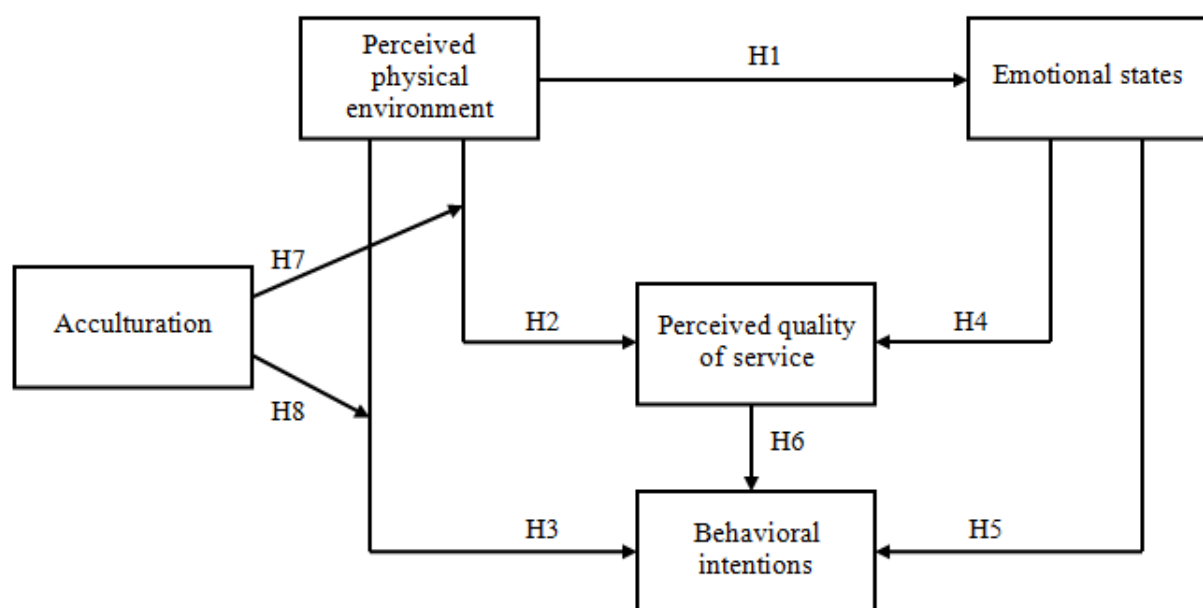 Perceived
physical
environment
H1
Emotional states
H7
Acculturation
H8
H2
Perceived quality
of service
H4
H6
H3
Behavioral
intentions
H5